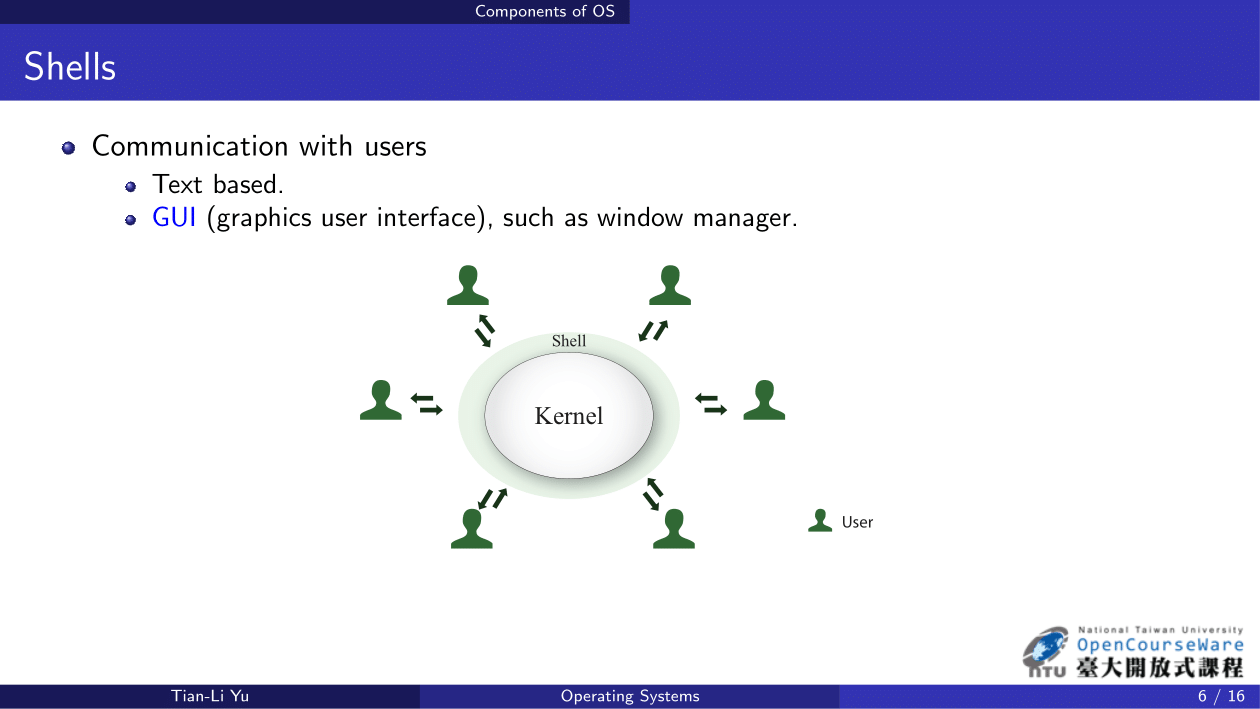 Components of OS
Shells
Communication with users
Text based.
GUI (graphics user interface), such as window manager.
Shell
Kernel
User
National Taiwan University
OpenCourseWare
NTU 臺大開放式課程
Tian-Li Yu
Operating Systems
6 / 16